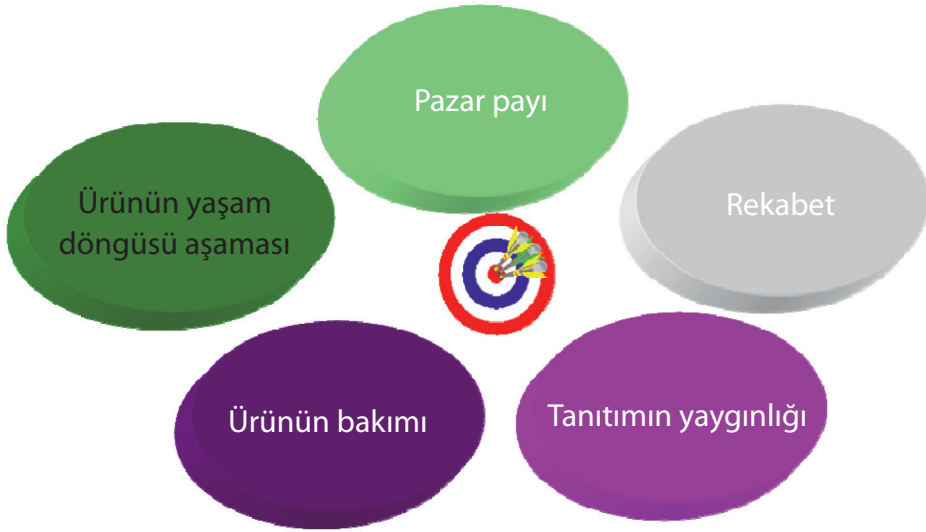 Pazar payı
Ürünün yaşam
döngüsü aşaması
Rekabet
Ürünün bakımı
Tanıtımın yaygınlığı